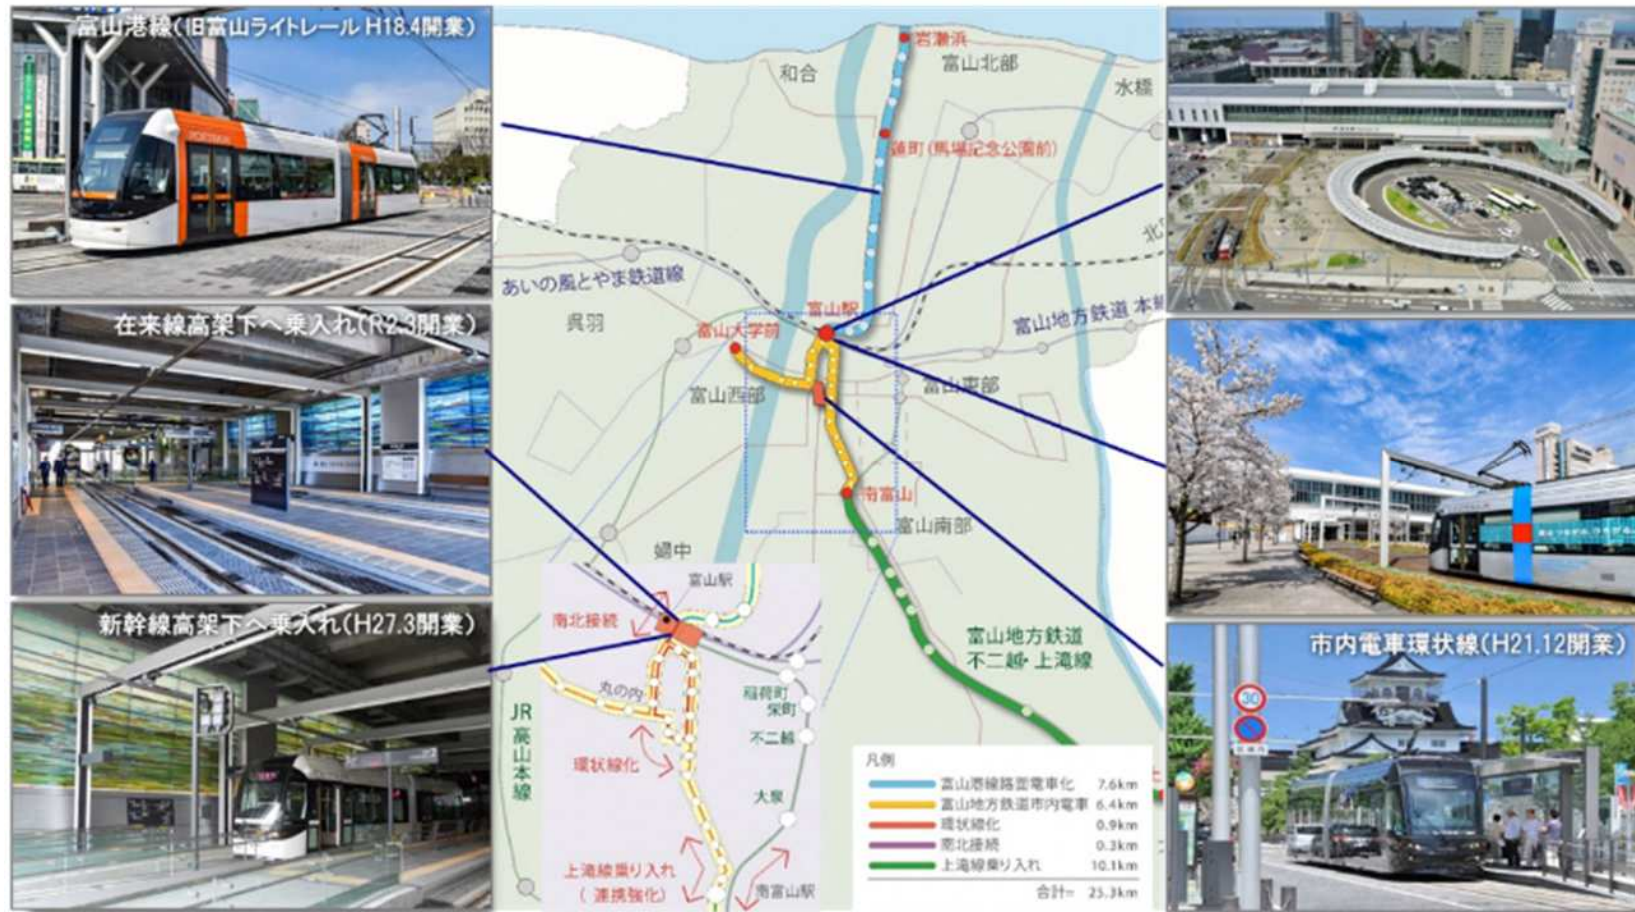 富山港線(旧富山ライトレール H18.4開業)
PORTRAM
在来線高架下へ乗入れ(R2.3開業)
新幹線高架下へ乗入れ(H27.3開業)
岩瀬浜
和合
富山北部
水橋
蓮町(馬場記念公園前)
あいの風とやま鉄道線
富山駅
富山地方鉄道 本線
呉羽
富山大学前
富山西部
富山東部
南富山
富山南部
婦中
富山地方鉄道
不二越・上滝線
富山駅
南北接続
丸の内
稲荷町
栄町
不二越
環状線化
大泉
JR高山本線
上滝線乗り入れ
(連携強化)
南富山駅
凡例
富山港線路面電車化 7.6km
富山地方鉄道市内電車 6.4km
環状線化 0.9km
南北接続 0.3km
上滝線乗り入れ 10.1km
合計= 25.3km
市内電車環状線(H21.12開業)
30